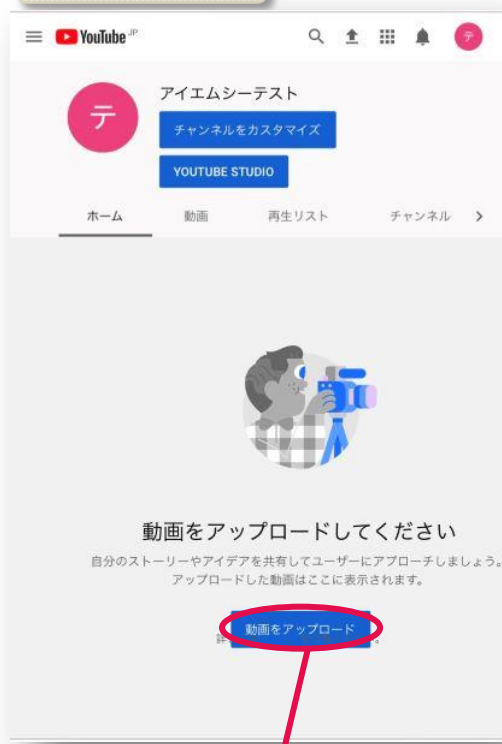 YouTube JP
テ
テ
アイエムシーテスト
チャンネルをカスタマイズ
YOUTUBE STUDIO
ホーム 動画 再生リスト チャンネル
動画をアップロードしてください
自分のストーリーやアイデアを共有してユーザーにアプローチしましょう。
アップロードした動画はここに表示されます。
動画をアップロード